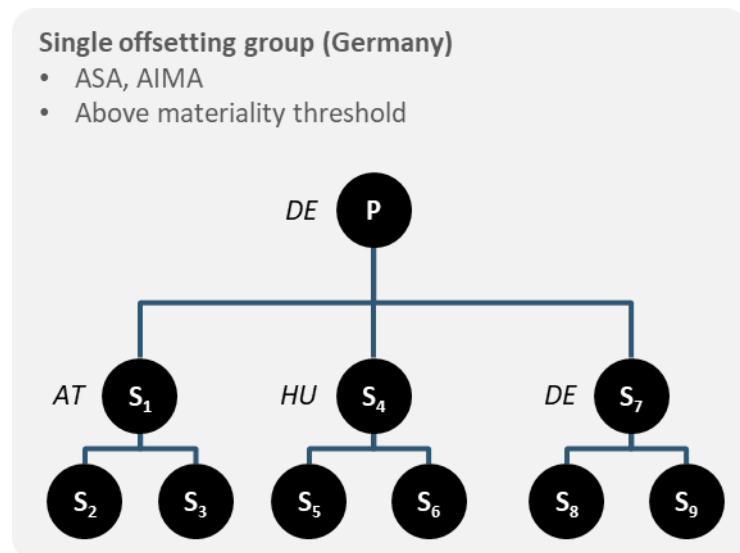 Single offsetting group (Germany)
• ASA, AIMA
• Above materiality threshold
DE P
AT S₁ HU S₄ DE S₇
S₂ S₃ S₅ S₆ S₈ S₉